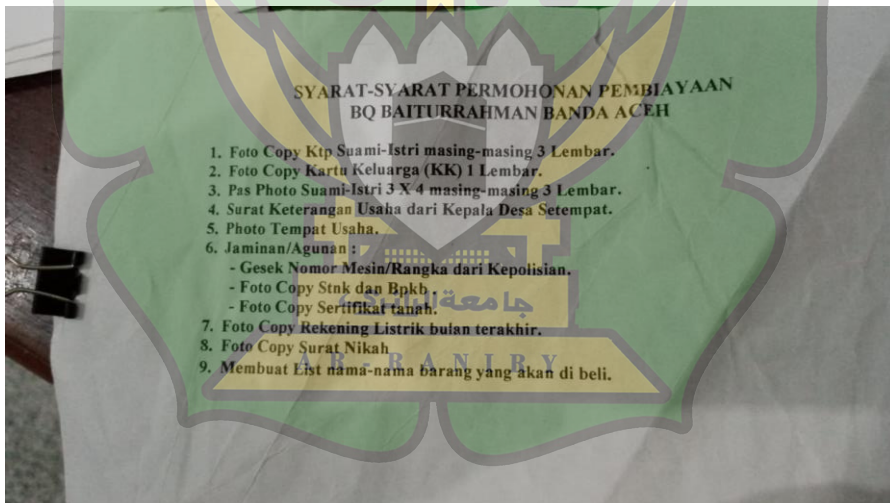 SYARAT-SYARAT PERMOHONAN PEMBIAYAAN
BQ BAITURRAHMAN BANDA ACEH
1. Foto Copy Ktp Suami-Istri masing-masing 3 Lembar.
2. Foto Copy Kartu Keluarga (KK) 1 Lembar.
3. Pas Photo Suami-Istri 3 X 4 masing-masing 3 Lembar.
4. Surat Keterangan Usaha dari Kepala Desa Setempat.
5. Photo Tempat Usaha.
6. Jaminan/Agunan :
- Gesek Nomor Mesin/Rangka dari Kepolisian.
- Foto Copy Stnk dan Bpkb .
- Foto Copy Sertifikat tanah.
جامعة الرانيري
7. Foto Copy Rekening Listrik bulan terakhir.
8. Foto Copy Surat Nikah
AR-RANIRY
9. Membuat List nama-nama barang yang akan di beli.